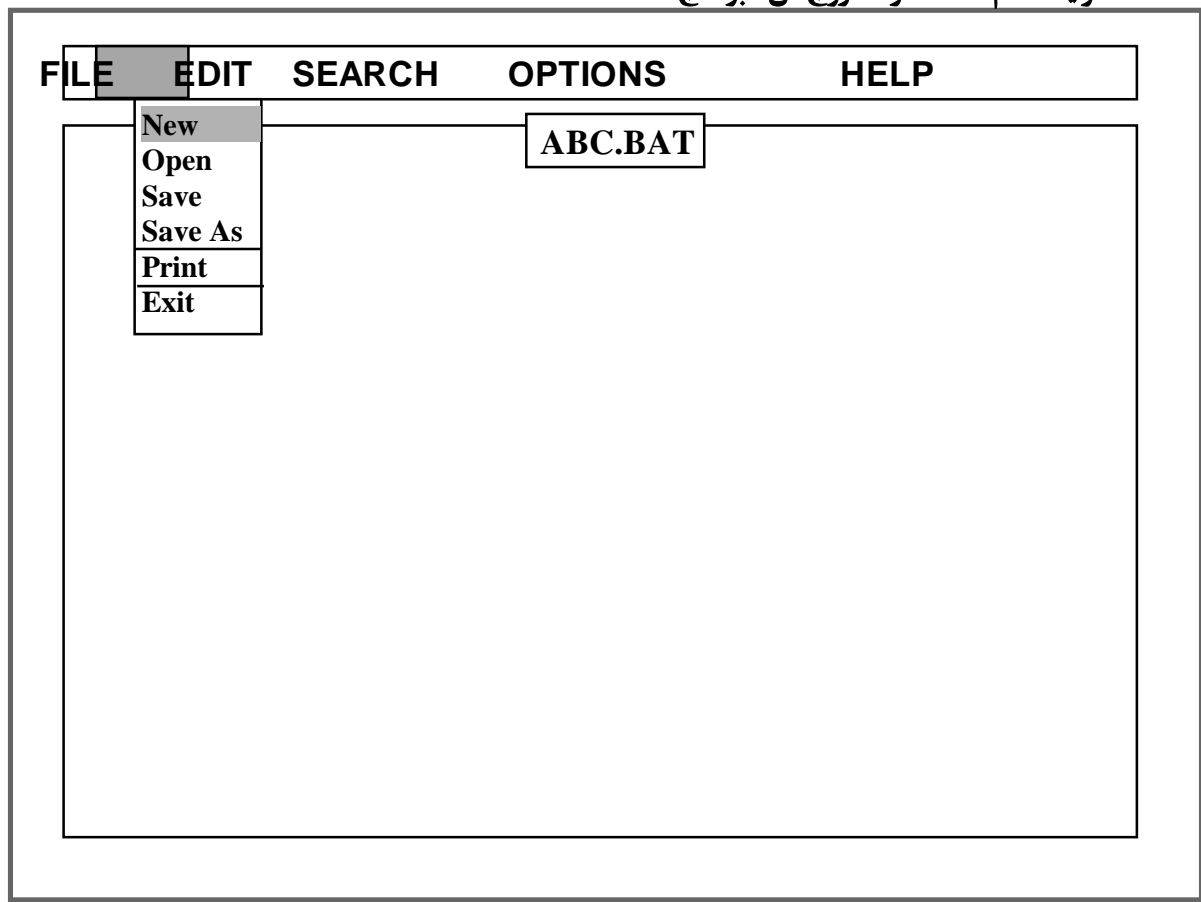 FILE EDIT SEARCH OPTIONS HELP
ABC.BAT
New
Open
Save
Save As
Print
Exit